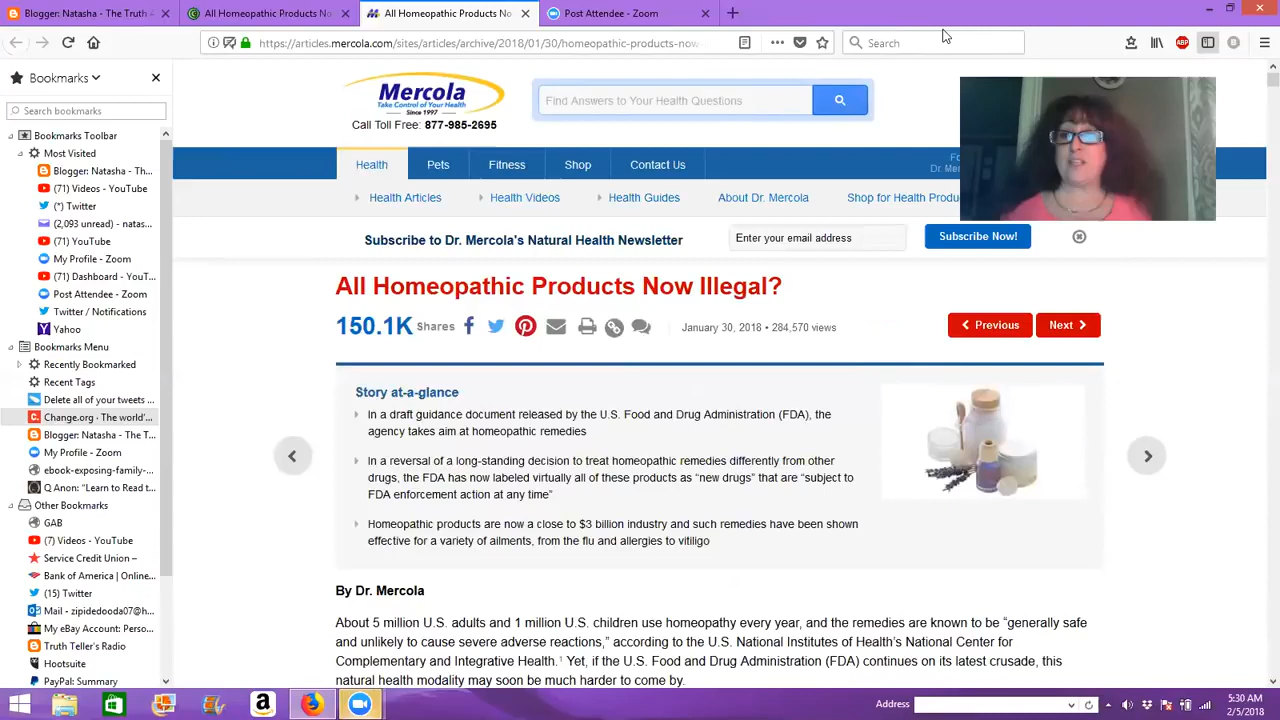 Blogger: Natasha - The Truth
All Homeopathic Products No
All Homeopathic Products No
Post Attendee - Zoom
https://articles.mercola.com/sites/articles/archive/2018/01/30/homeopathic-products-now-
Search
ABP
Bookmarks
Search bookmarks
Bookmarks Toolbar
Most Visited
Blogger: Natasha - Th...
(71) Videos - YouTube
(*) Twitter
(2,093 unread) - natas...
(71) YouTube
My Profile - Zoom
(71) Dashboard - YouT...
Post Attendee - Zoom
Twitter / Notifications
Yahoo
Bookmarks Menu
Recently Bookmarked
Recent Tags
Delete all of your tweets ...
Change.org · The world'...
Blogger: Natasha - The T...
My Profile - Zoom
ebook-exposing-family-...
Q Anon: "Learn to Read t...
Other Bookmarks
GAB
(7) Videos - YouTube
Service Credit Union –
Bank of America | Online...
(15) Twitter
Mail - zipidedooda07@h...
My eBay Account: Perso...
Truth Teller's Radio
Hootsuite
PayPal: Summary
Mercola
Take Control of Your Health
Since 1997
Call Toll Free: 877-985-2695
Find Answers to Your Health Questions
Health
Pets
Fitness
Shop
Contact Us
Fo
Dr. Mer
Health Articles
Health Videos
Health Guides
About Dr. Mercola
Shop for Health Produ
Subscribe to Dr. Mercola's Natural Health Newsletter
Enter your email address
Subscribe Now!
All Homeopathic Products Now Illegal?
150.1K Shares
January 30, 2018 • 284,570 views
Previous
Next
Story at-a-glance
In a draft guidance document released by the U.S. Food and Drug Administration (FDA), the
agency takes aim at homeopathic remedies
In a reversal of a long-standing decision to treat homeopathic remedies differently from other
drugs, the FDA has now labeled virtually all of these products as “new drugs” that are “subject to
FDA enforcement action at any time”
Homeopathic products are now a close to $3 billion industry and such remedies have been shown
effective for a variety of ailments, from the flu and allergies to vitiligo
By Dr. Mercola
About 5 million U.S. adults and 1 million U.S. children use homeopathy every year, and the remedies are known to be “generally safe
and unlikely to cause severe adverse reactions,” according to the U.S. National Institutes of Health’s National Center for
Complementary and Integrative Health.¹ Yet, if the U.S. Food and Drug Administration (FDA) continues on its latest crusade, this
natural health modality may soon be much harder to come by.
Address
5:30 AM
2/5/2018